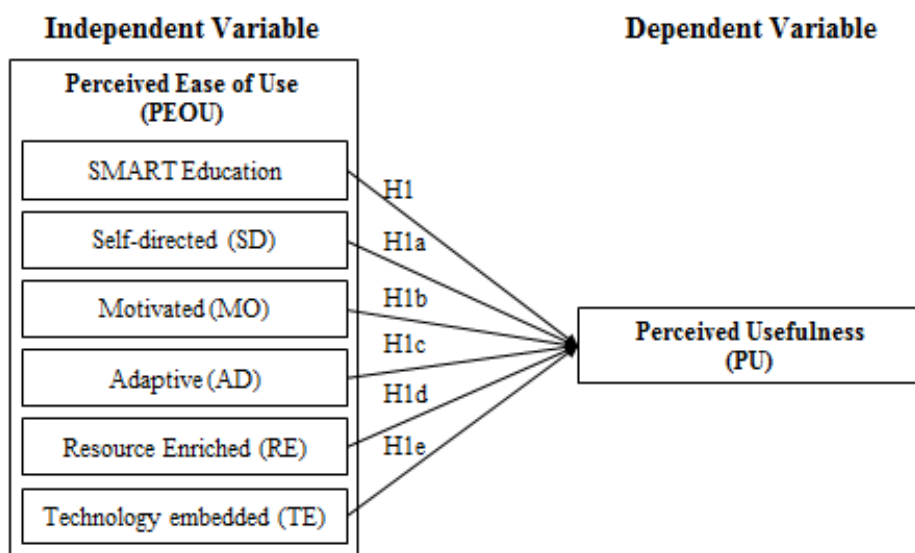 Independent Variable
Dependent Variable
Perceived Ease of Use
(PEOU)
SMART Education
Self-directed (SD)
Motivated (MO)
Adaptive (AD)
Resource Enriched (RE)
Technology embedded (TE)
H1
H1a
H1b
H1c
H1d
H1e
Perceived Usefulness
(PU)